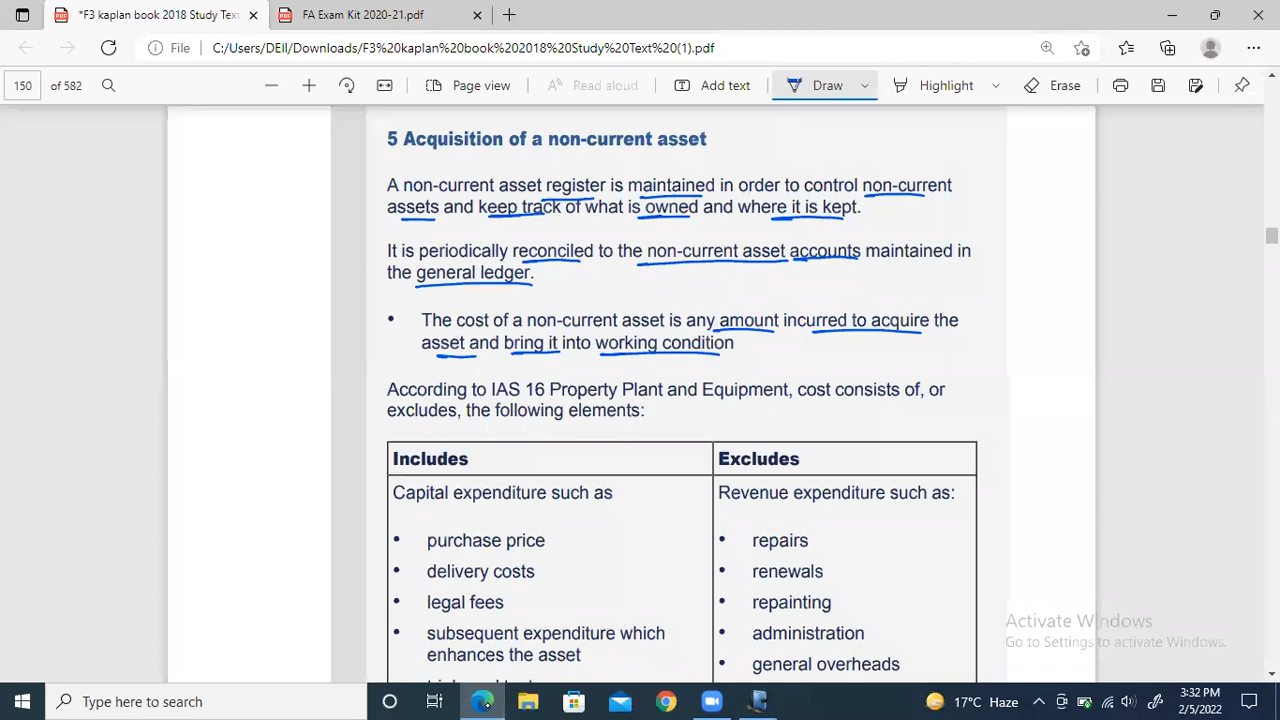 *F3 kaplan book 2018 Study Text
FA Exam Kit 2020-21.pdf
File C:/Users/DEll/Downloads/F3%20kaplan%20book%202018%20Study%20Text%20(1).pdf
150 of 582 Page view Read aloud Add text Draw Highlight Erase
5 Acquisition of a non-current asset
A non-current asset register is maintained in order to control non-current
assets and keep track of what is owned and where it is kept.
It is periodically reconciled to the non-current asset accounts maintained in
the general ledger.
• The cost of a non-current asset is any amount incurred to acquire the
asset and bring it into working condition
According to IAS 16 Property Plant and Equipment, cost consists of, or
excludes, the following elements:
Includes Excludes
Capital expenditure such as Revenue expenditure such as:
• purchase price • repairs
• delivery costs • renewals
• legal fees • repainting
• subsequent expenditure which • administration
enhances the asset • general overheads
Activate Windows
Go to Settings to activate Windows.
Type here to search 17°C Haze 3:32 PM
2/5/2022